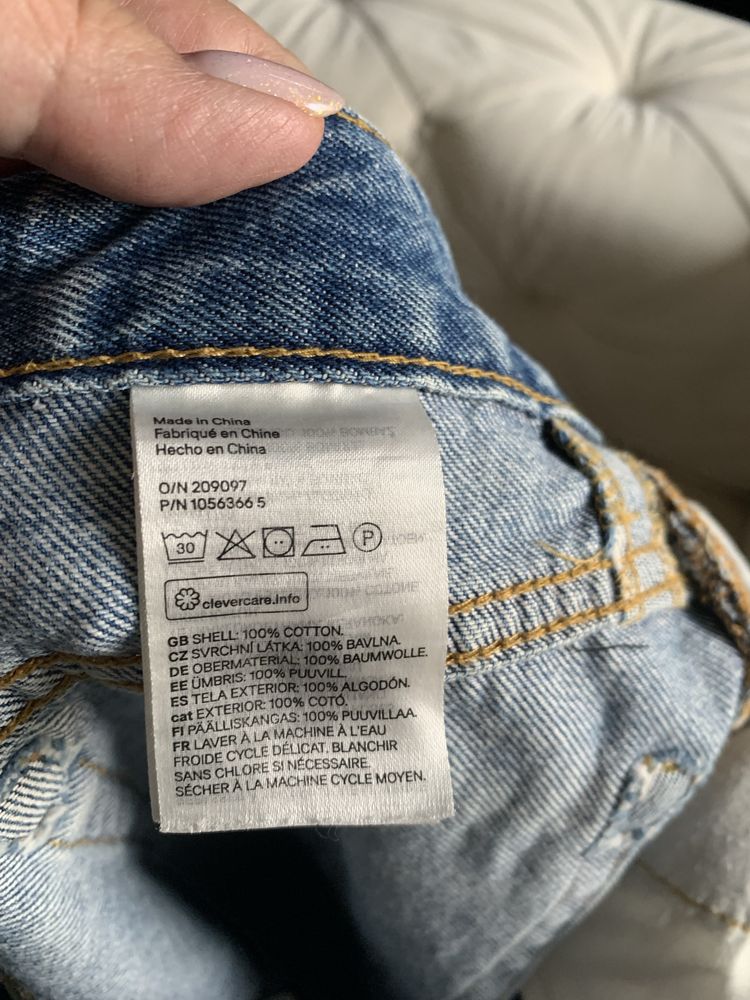 Made in China
Fabriqué en Chine
Hecho en China
O/N 209097
P/N 1056366 5
30
P
clevercare.info
GB SHELL: 100% COTTON.
CZ SVRCHNÍ LÁTKA: 100% BAVLNA.
DE OBERMATERIAL: 100% BAUMWOLLE.
EE ÜMBRIS: 100% PUUVILL.
ES TELA EXTERIOR: 100% ALGODÓN.
cat EXTERIOR: 100% COTÓ.
FI PÄÄLLISKANGAS: 100% PUUVILLAA.
FR LAVER À LA MACHINE À L'EAU
FROIDE CYCLE DÉLICAT. BLANCHIR
SANS CHLORE SI NÉCESSAIRE.
SÉCHER À LA MACHINE CYCLE MOYEN.